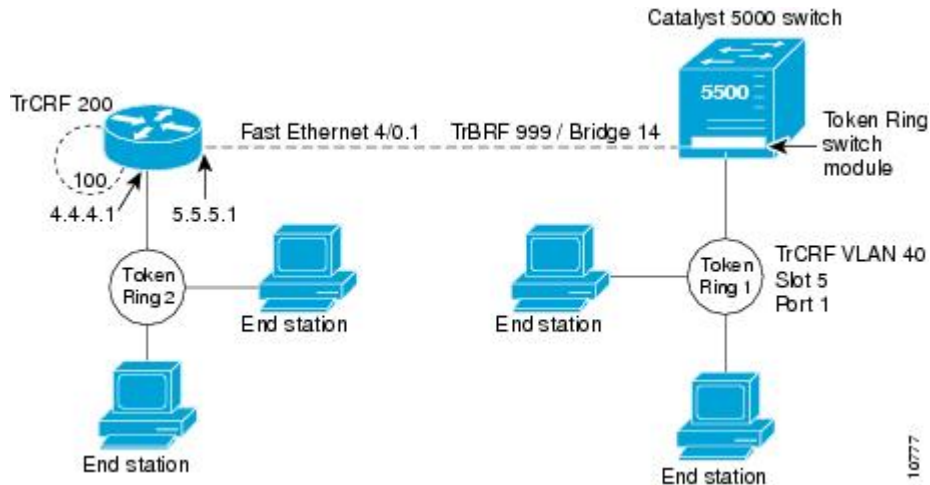 Catalyst 5000 switch
TrCRF 200
5500
Fast Ethernet 4/0.1
TrBRF 999 / Bridge 14
Token Ring
switch
module
100
4.4.4.1
5.5.5.1
Token
Ring 2
End station
End station
Token
Ring 1
TrCRF VLAN 40
Slot 5
Port 1
End station
End station
10777